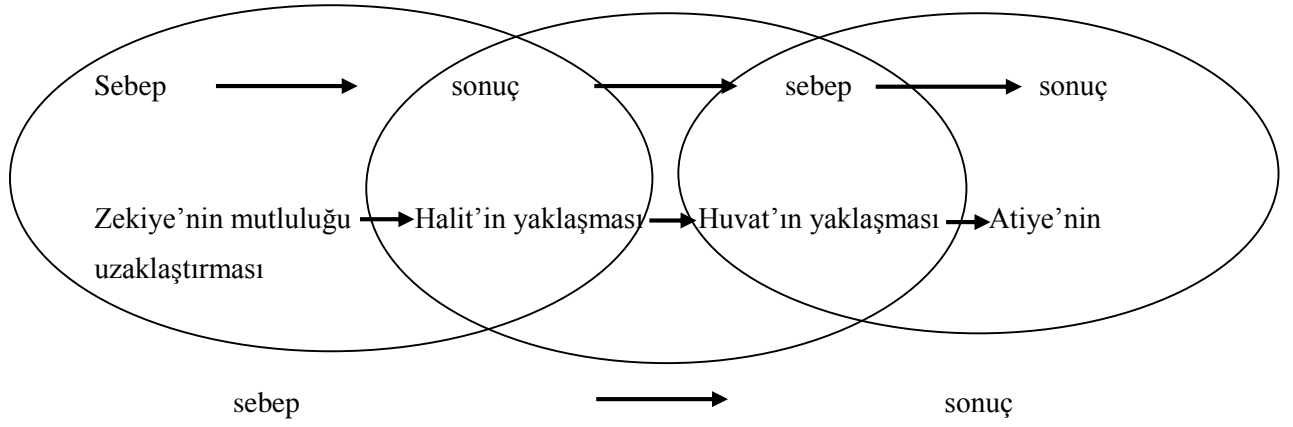 Sebep sonuç sebep sonuç
Zekiye’nin mutluluğu Halit’in yaklaşması Huvat’ın yaklaşması Atiye’nin
uzaklaştırması
sebep sonuç